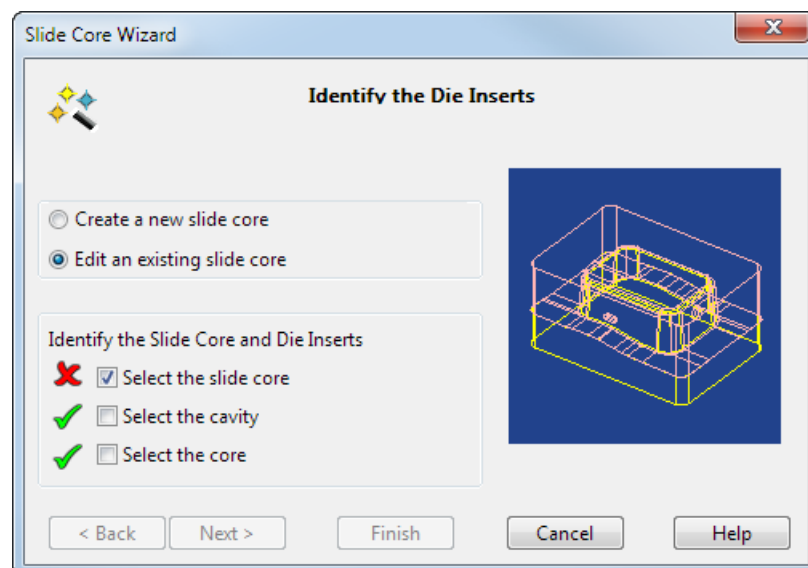 Slide Core Wizard
Identify the Die Inserts
Create a new slide core
Edit an existing slide core
Identify the Slide Core and Die Inserts
Select the slide core
Select the cavity
Select the core
< Back Next > Finish Cancel Help